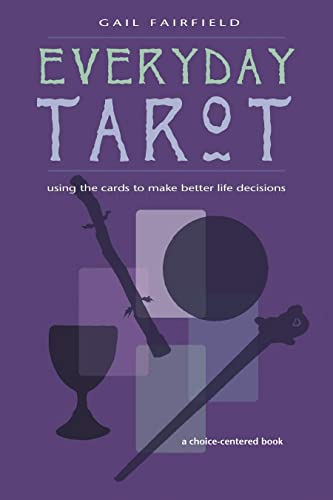 GAIL FAIRFIELD
EVERYDAY
TAROT
using the cards to make better life decisions
a choice-centered book